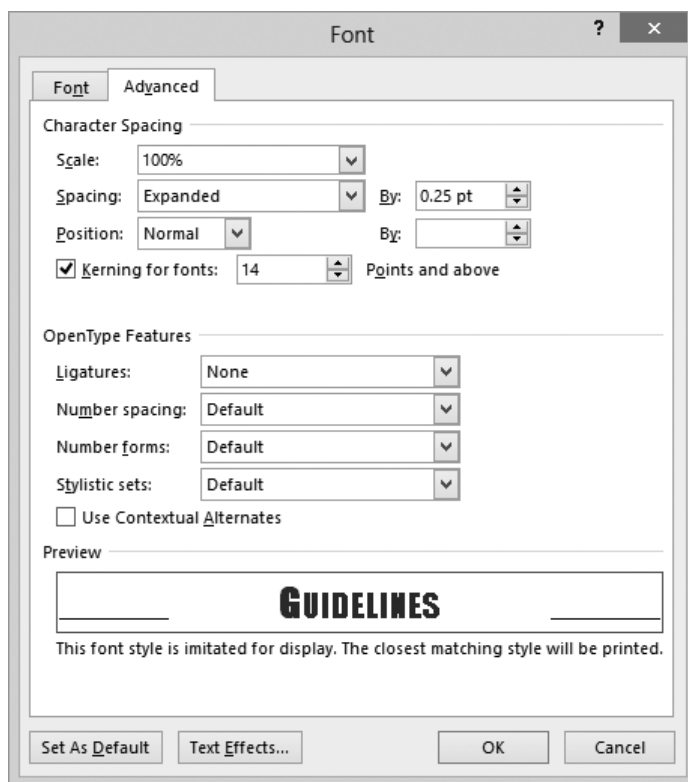 Font ? ×
Font Advanced
Character Spacing
Scale: 100%
Spacing: Expanded By: 0.25 pt
Position: Normal By:
Kerning for fonts: 14 Points and above
OpenType Features
Ligatures: None
Number spacing: Default
Number forms: Default
Stylistic sets: Default
Use Contextual Alternates
Preview
GUIDELINES
This font style is imitated for display. The closest matching style will be printed.
Set As Default Text Effects... OK Cancel